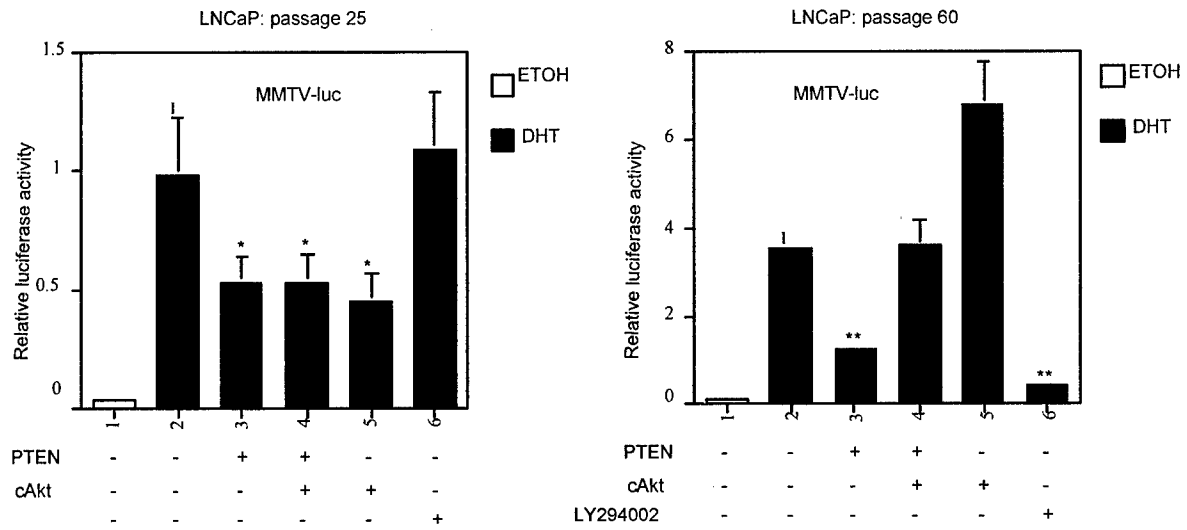 LNCaP: passage 25
1.5
1
0.5
0
Relative luciferase activity
MMTV-luc
ETOH
DHT
* * *
1 2 3 4 5 6
PTEN - - + + - -
cAkt - - - + + -
- - - - - +
LNCaP: passage 60
8
6
4
2
0
Relative luciferase activity
MMTV-luc
ETOH
DHT
** **
1 2 3 4 5 6
PTEN - - + + - -
cAkt - - - + + -
LY294002 - - - - - +